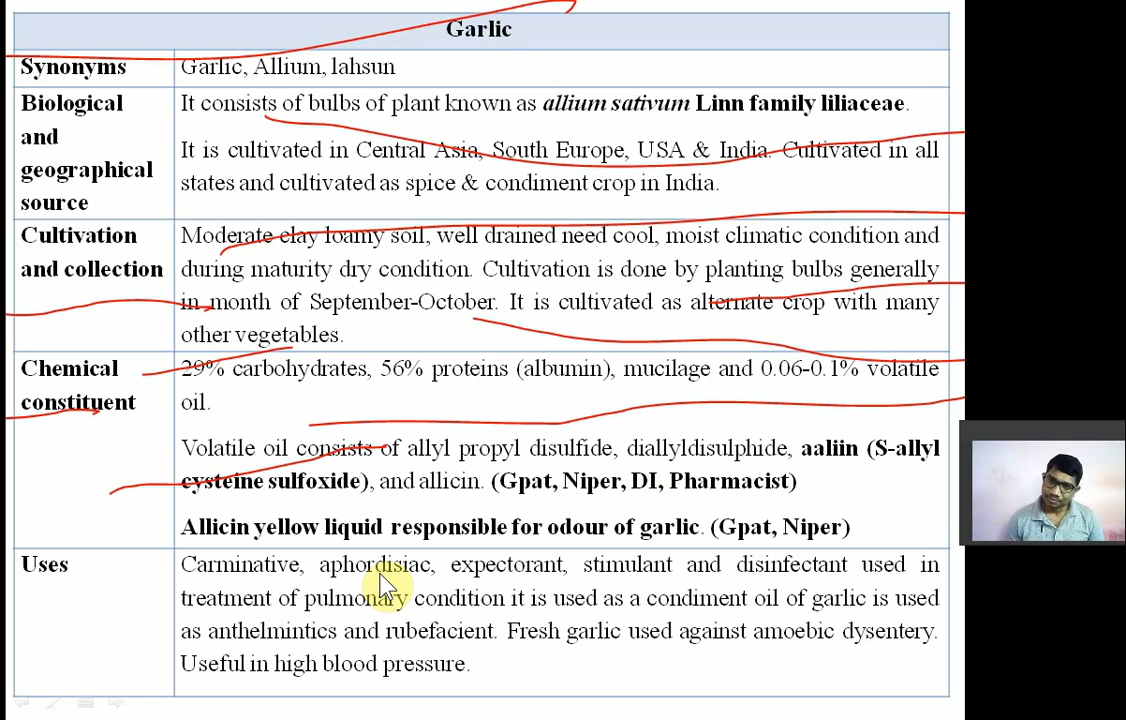 Garlic
Synonyms
Garlic, Allium, lahsun
Biological
and
geographical
source
It consists of bulbs of plant known as allium sativum Linn family liliaceae.
It is cultivated in Central Asia, South Europe, USA & India. Cultivated in all
states and cultivated as spice & condiment crop in India.
Cultivation
and collection
Moderate clay loamy soil, well drained need cool, moist climatic condition and
during maturity dry condition. Cultivation is done by planting bulbs generally
in month of September-October. It is cultivated as alternate crop with many
other vegetables.
Chemical
constituent
29% carbohydrates, 56% proteins (albumin), mucilage and 0.06-0.1% volatile
oil.
Volatile oil consists of allyl propyl disulfide, diallyldisulphide, aaliin (S-allyl
cysteine sulfoxide), and allicin. (Gpat, Niper, DI, Pharmacist)
Allicin yellow liquid responsible for odour of garlic. (Gpat, Niper)
Uses
Carminative, aphordisiac, expectorant, stimulant and disinfectant used in
treatment of pulmonary condition it is used as a condiment oil of garlic is used
as anthelmintics and rubefacient. Fresh garlic used against amoebic dysentery.
Useful in high blood pressure.